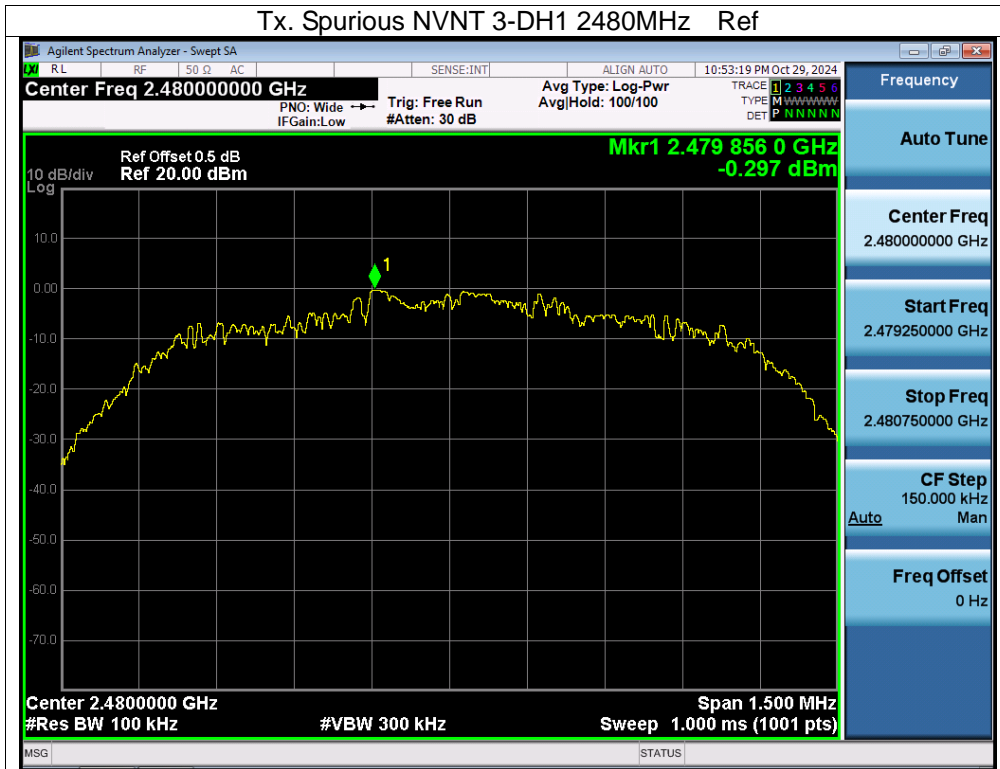 Tx. Spurious NVNT 3-DH1 2480MHz Ref
Agilent Spectrum Analyzer - Swept SA
LXI RL RF 50 Ω AC SENSE:INT ALIGN AUTO 10:53:19 PM Oct 29, 2024
Center Freq 2.480000000 GHz
PNO: Wide
IFGain:Low
Trig: Free Run
#Atten: 30 dB
Avg Type: Log-Pwr
Avg|Hold: 100/100
TRACE 1 2 3 4 5 6
TYPE M WWWWW
DET P N N N N N
Mkr1 2.479 856 0 GHz
-0.297 dBm
Ref Offset 0.5 dB
10 dB/div Ref 20.00 dBm
Log
10.0
1
0.00
-10.0
-20.0
-30.0
-40.0
-50.0
-60.0
-70.0
Center 2.4800000 GHz Span 1.500 MHz
#Res BW 100 kHz #VBW 300 kHz Sweep 1.000 ms (1001 pts)
MSG STATUS
Frequency
Auto Tune
Center Freq
2.480000000 GHz
Start Freq
2.479250000 GHz
Stop Freq
2.480750000 GHz
CF Step
150.000 kHz
Auto Man
Freq Offset
0 Hz